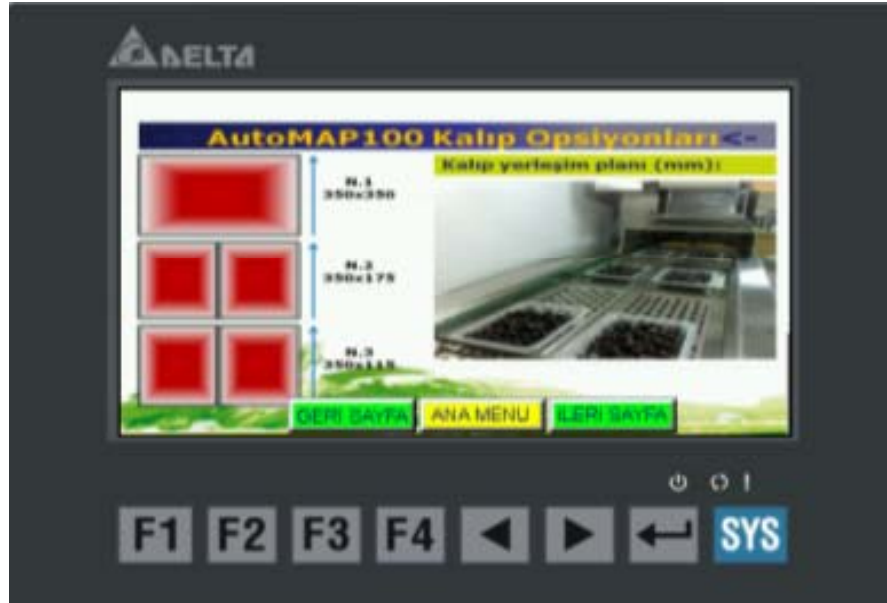 DELTA
AutoMAP100 Kalıp Opsiyonları<-
Kalıp yerleşim planı (mm):
N.1
350x350
N.2
350x175
N.3
350x115
GERI SAYFA
ANA MENU
ILERI SAYFA
F1
F2
F3
F4
SYS